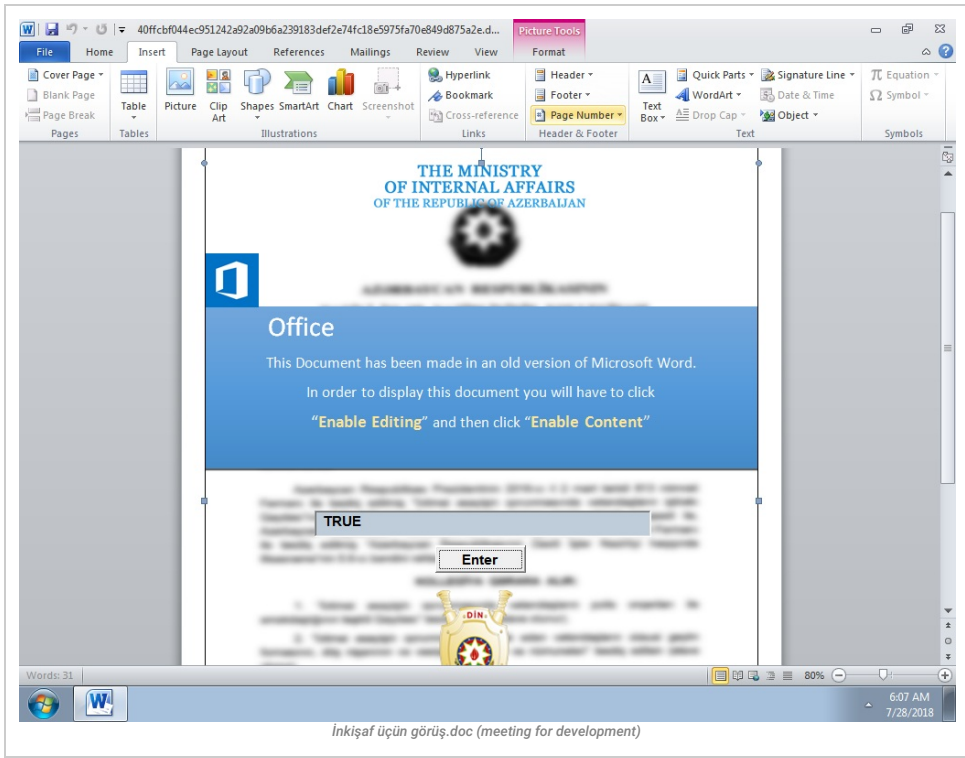 40ffcbf044ec951242a92a09b6a239183def2e74fc18e5975fa70e849d875a2e.d...
Picture Tools
File Home Insert Page Layout References Mailings Review View Format
Cover Page
Blank Page
Page Break
Pages
Table
Tables
Picture
Clip Art
Shapes
SmartArt
Chart
Screenshot
Illustrations
Hyperlink
Bookmark
Cross-reference
Links
Header
Footer
Page Number
Header & Footer
Text Box
Quick Parts
WordArt
Drop Cap
Signature Line
Date & Time
Object
Text
Equation
Symbol
Symbols
THE MINISTRY
OF INTERNAL AFFAIRS
OF THE REPUBLIC OF AZERBAIJAN
Office
This Document has been made in an old version of Microsoft Word.
In order to display this document you will have to click
“Enable Editing” and then click “Enable Content”
TRUE
Enter
DİN
Words: 31
80%
6:07 AM
7/28/2018
İnkişaf üçün görüş.doc (meeting for development)